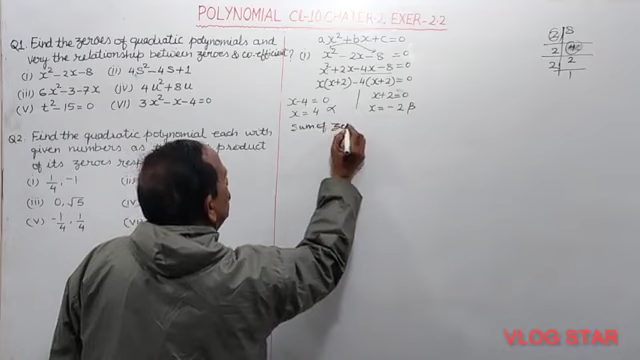 POLYNOMIAL CL-10 CHATER-2. EXER-2.2
Q1. Find the zeroes of quadratic polynomials and
very the relationship between zeroes & co-efficient
(i) x²-2x-8 (ii) 4S²-4S+1
(iii) 6x²-3-7x (iv) 4u²+8u
(v) t²-15=0 (VI) 3x²-x-4=0)
Q2. Find the quadratic polynomial each with
given numbers as the product
of its zeroes
(i) 1/4, -1
(iii) 0, √5
(v) -1/4, 1/4
ax²+bx+c=0
(i) x²-2x-8=0
x²+2x-4x-8=0
x(x+2)-4(x+2)=0
x-4=0 / x+2=0
x=4 α x=-2 β
Sum of
2 8
2
2 2
1
VLOG STAR